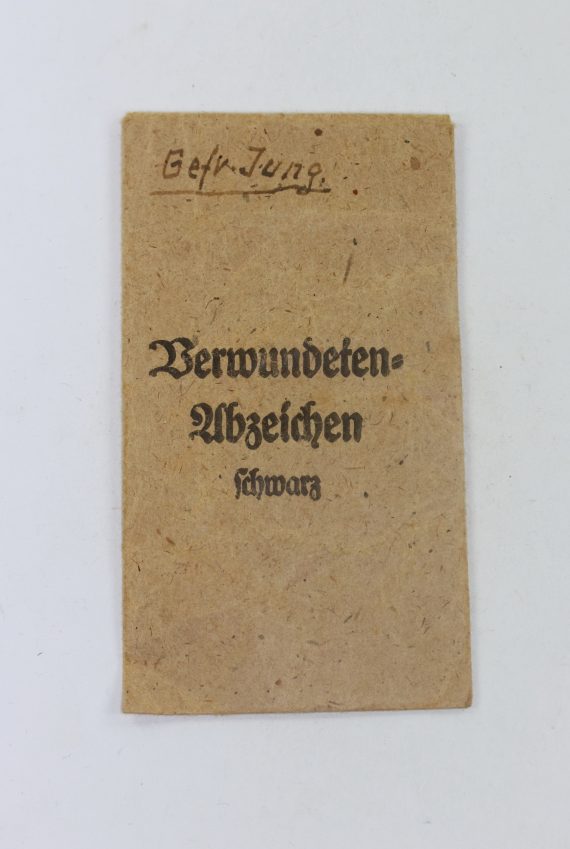 Gefr. Jung.
Verwundeten-
Abzeichen
schwarz